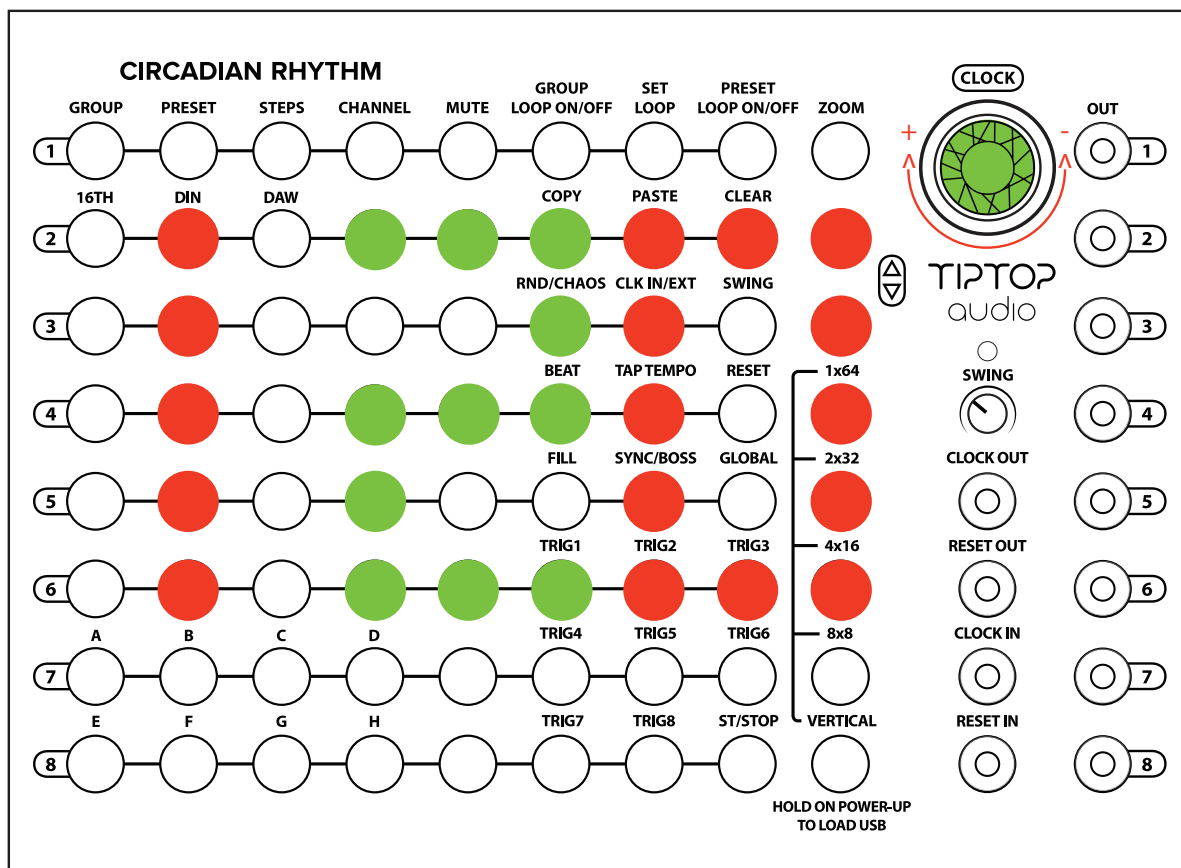 CIRCADIAN RHYTHM
CLOCK
GROUP PRESET STEPS CHANNEL MUTE GROUP LOOP ON/OFF SET LOOP PRESET LOOP ON/OFF ZOOM OUT
+ -
1 1
16TH DIN DAW COPY PASTE CLEAR
2 2
TIPTOP
audio
RND/CHAOS CLK IN/EXT SWING
3 3
BEAT TAP TEMPO RESET 1x64 SWING
4 4
FILL SYNC/BOSS GLOBAL 2x32 CLOCK OUT
5 5
TRIG1 TRIG2 TRIG3 4x16 RESET OUT
6 6
A B C D TRIG4 TRIG5 TRIG6 8x8 CLOCK IN
7 7
E F G H TRIG7 TRIG8 ST/STOP VERTICAL RESET IN
8 8
HOLD ON POWER-UP
TO LOAD USB